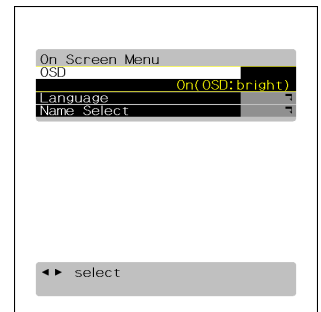 On Screen Menu
OSD
On(OSD:bright)
Language
Name Select
◄► select